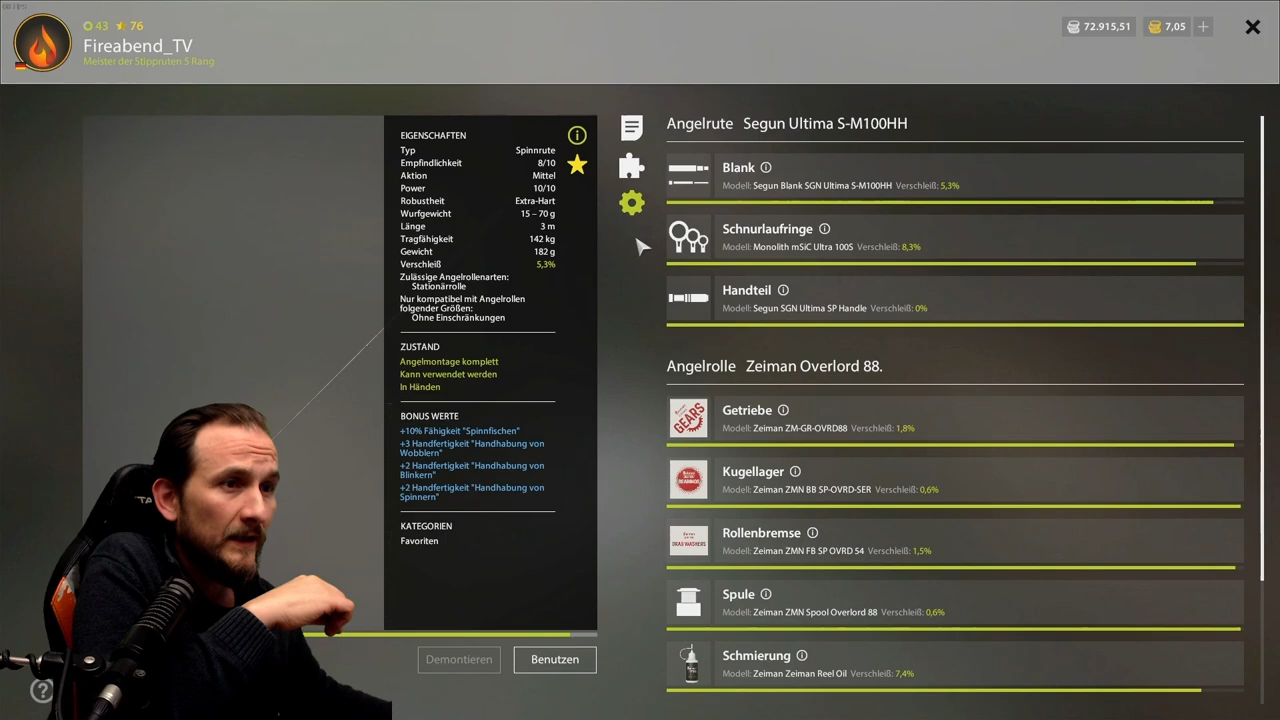 43 76
72.915,51 7,05
Fireabend_TV
Meister der Stippruten 5 Rang
EIGENSCHAFTEN
Typ Spinnrute
Empfindlichkeit 8/10
Aktion Mittel
Power 10/10
Robustheit Extra-Hart
Wurfgewicht 15 – 70 g
Länge 3 m
Tragfähigkeit 142 kg
Gewicht 182 g
Verschleiß 5,3%
Zulässige Angelrollenarten:
Stationärrolle
Nur kompatibel mit Angelrollen
folgender Größen:
Ohne Einschränkungen
ZUSTAND
Angelmontage komplett
Kann verwendet werden
In Händen
BONUS WERTE
+10% Fähigkeit "Spinnfischen"
+3 Handfertigkeit "Handhabung von
Wobblern"
+2 Handfertigkeit "Handhabung von
Blinkern"
+2 Handfertigkeit "Handhabung von
Spinnern"
KATEGORIEN
Favoriten
Demontieren Benutzen
Angelrute Segun Ultima S-M100HH
Blank
Modell: Segun Blank SGN Ultima S-M100HH Verschleiß: 5,3%
Schnurlaufringe
Modell: Monolith mSiC Ultra 100S Verschleiß: 8,3%
Handteil
Modell: Segun SGN Ultima SP Handle Verschleiß: 0%
Angelrolle Zeiman Overlord 88.
GEARS
Getriebe
Modell: Zeiman ZM-GR-OVRD88 Verschleiß: 1,8%
Kugellager
Modell: Zeiman ZMN BB SP-OVRD-SER Verschleiß: 0,6%
DRAG WASHERS
Rollenbremse
Modell: Zeiman ZMN FB SP OVRD 54 Verschleiß: 1,5%
Spule
Modell: Zeiman ZMN Spool Overlord 88 Verschleiß: 0,6%
Schmierung
Modell: Zeiman Zeiman Reel Oil Verschleiß: 7,4%